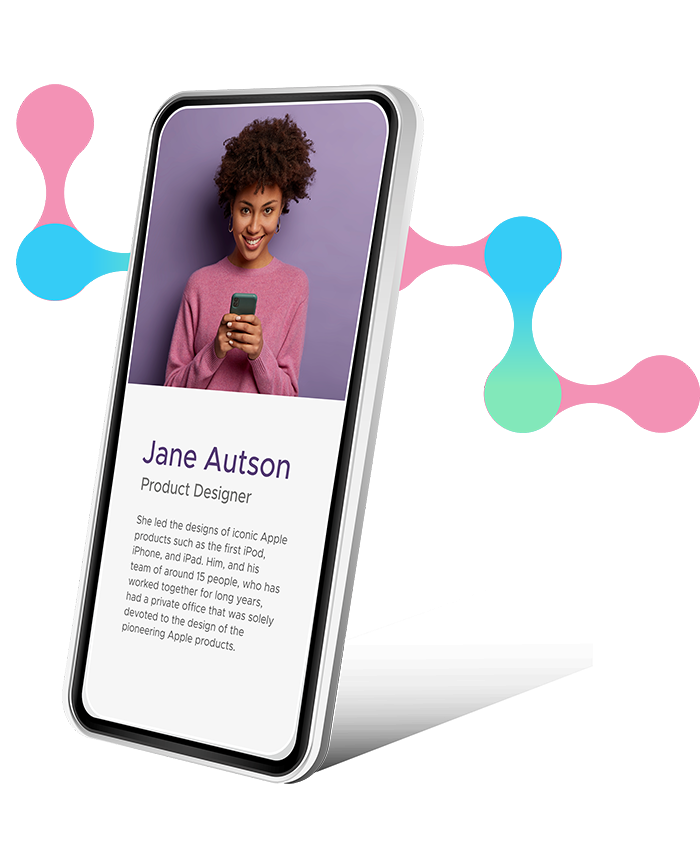 Jane Autson
Product Designer
She led the designs of iconic Apple
products such as the first iPod,
iPhone, and iPad. Him, and his
team of around 15 people, who has
worked together for long years,
had a private office that was solely
devoted to the design of the
pioneering Apple products.